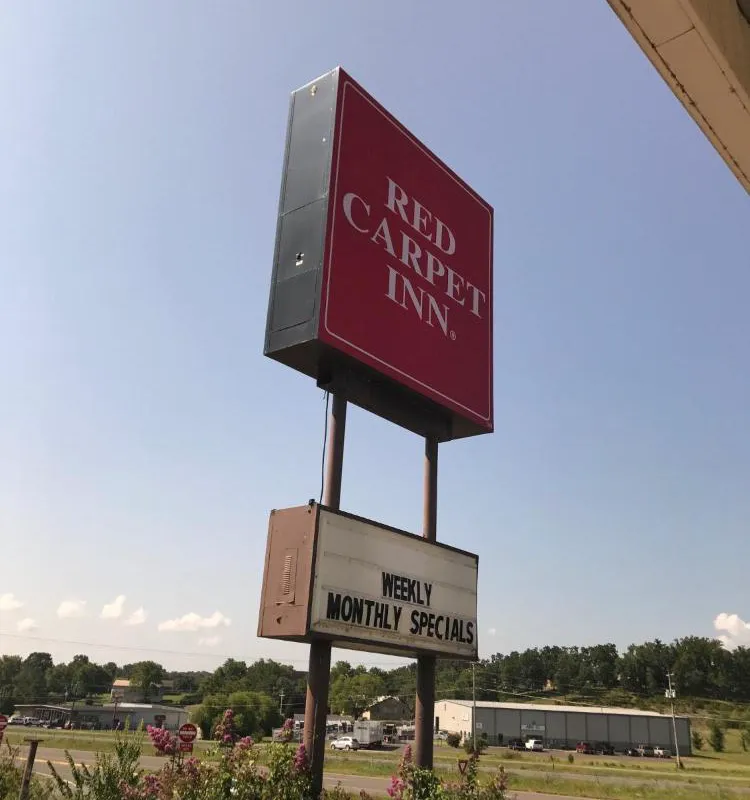 RED
CARPET
INN®
WEEKLY
MONTHLY SPECIALS